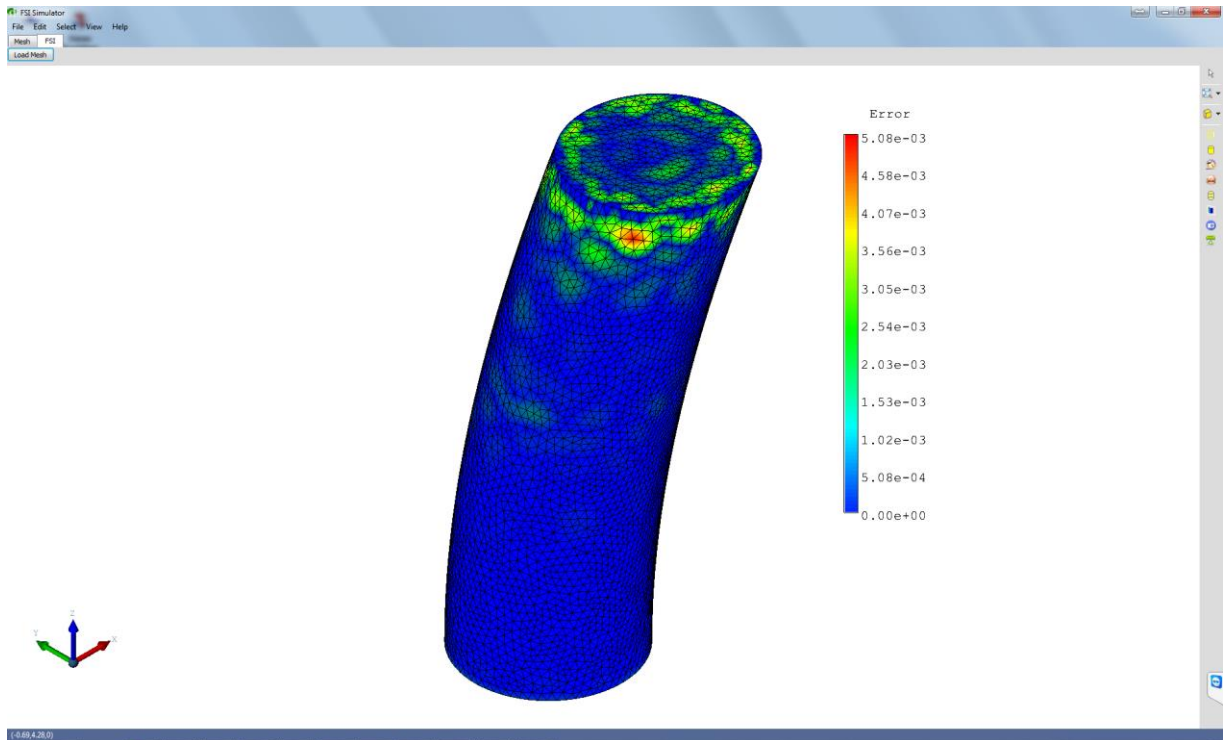 FSI Simulator
File Edit Select View Help
Mesh FSI
Load Mesh
Error
5.08e-03
4.58e-03
4.07e-03
3.56e-03
3.05e-03
2.54e-03
2.03e-03
1.53e-03
1.02e-03
5.08e-04
0.00e+00
Z
Y
X
(-0.69,4.28,0)